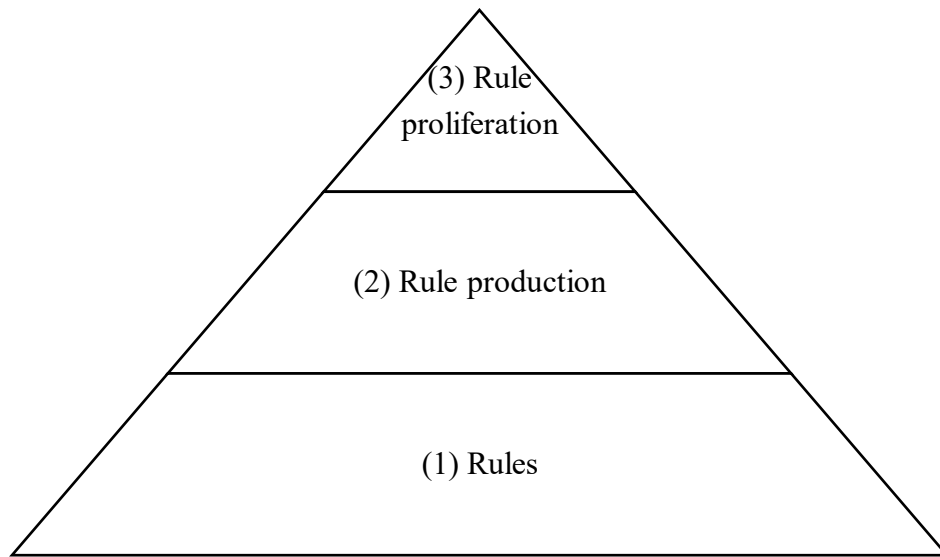 (3) Rule
proliferation
(2) Rule production
(1) Rules